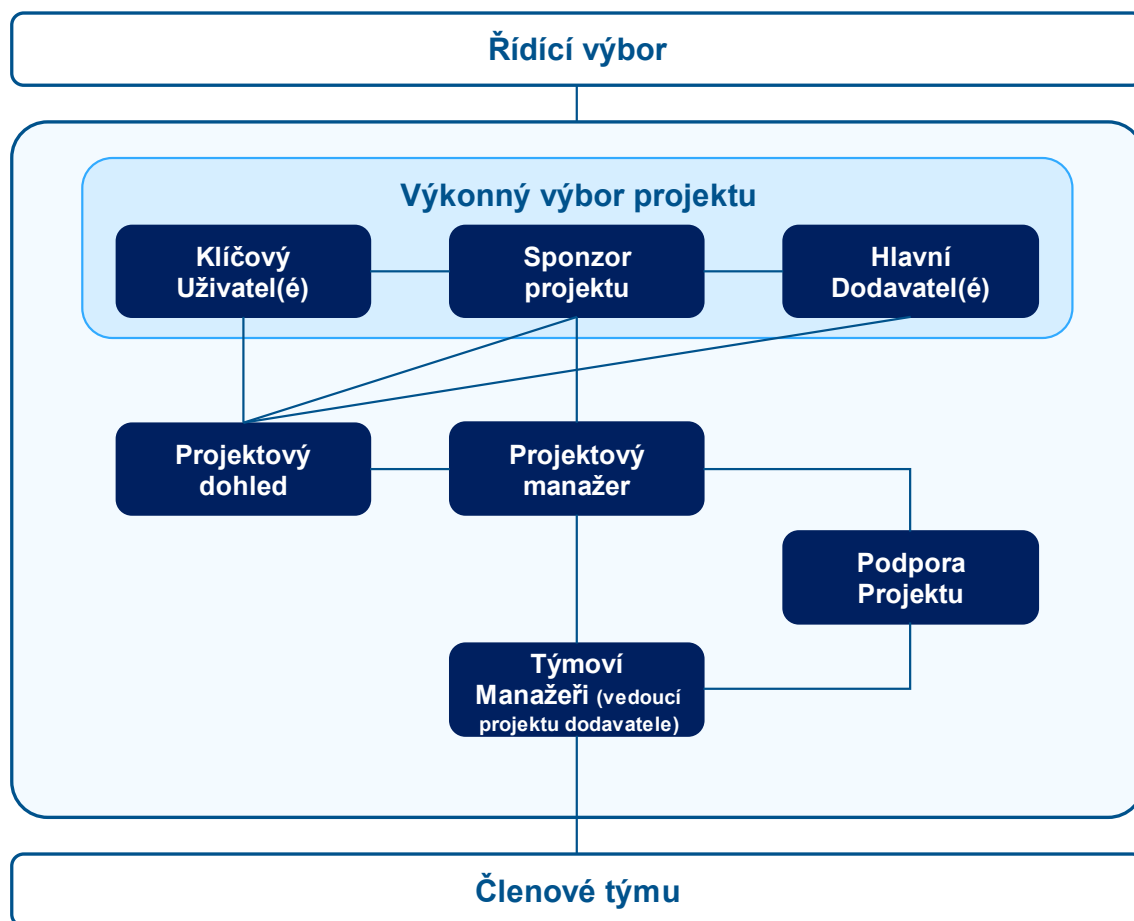 Řídící výbor
Výkonný výbor projektu
Klíčový
Uživatel(é)
Sponzor
projektu
Hlavní
Dodavatel(é)
Projektový
dohled
Projektový
manažer
Podpora
Projektu
Týmoví
Manažeři (vedoucí
projektu dodavatele)
Členové týmu